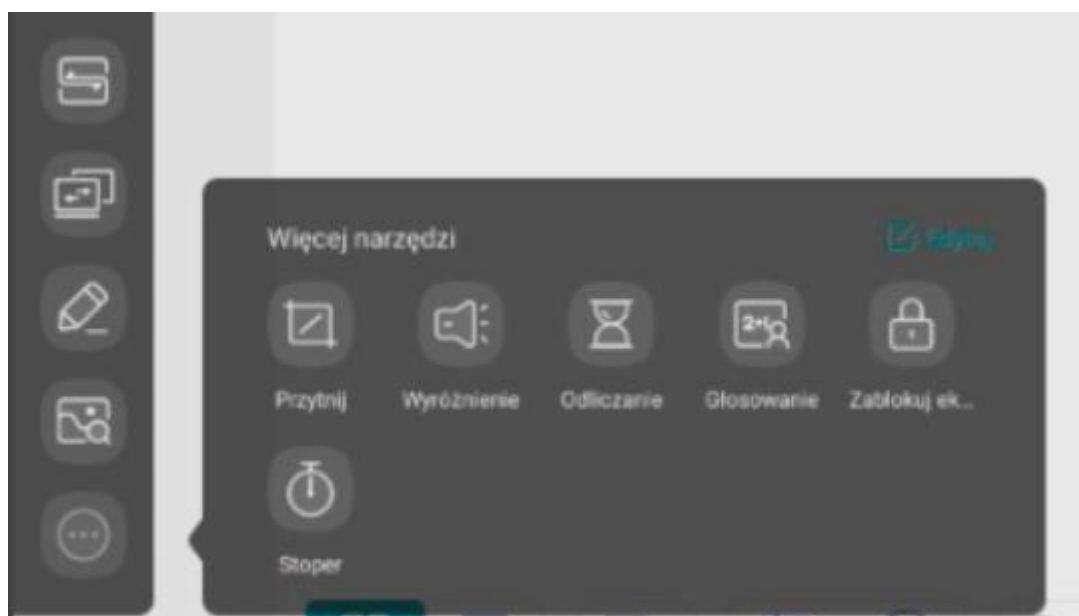 Więcej narzędzi
Edytuj
Przytnij Wyróżnienie Odliczanie Głosowanie Zablokuj ek...
Stoper